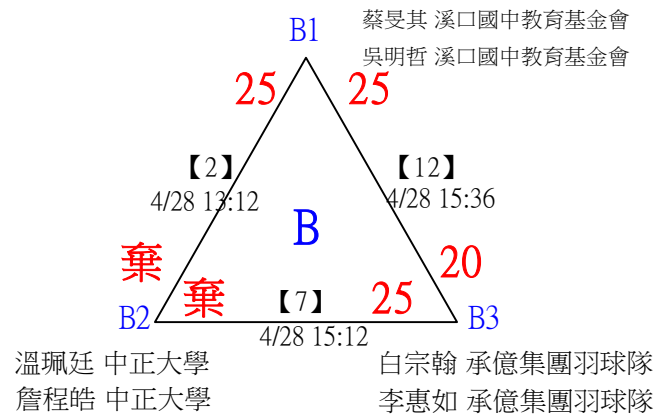 B1
蔡旻其 溪口國中教育基金會
吳明哲 溪口國中教育基金會
25
25
【2】
4/28 13:12
【12】
4/28 15:36
B
棄
20
棄
【7】
25
B2
B3
4/28 15:12
溫珮廷 中正大學
白宗翰 承億集團羽球隊
詹程皓 中正大學
李惠如 承億集團羽球隊